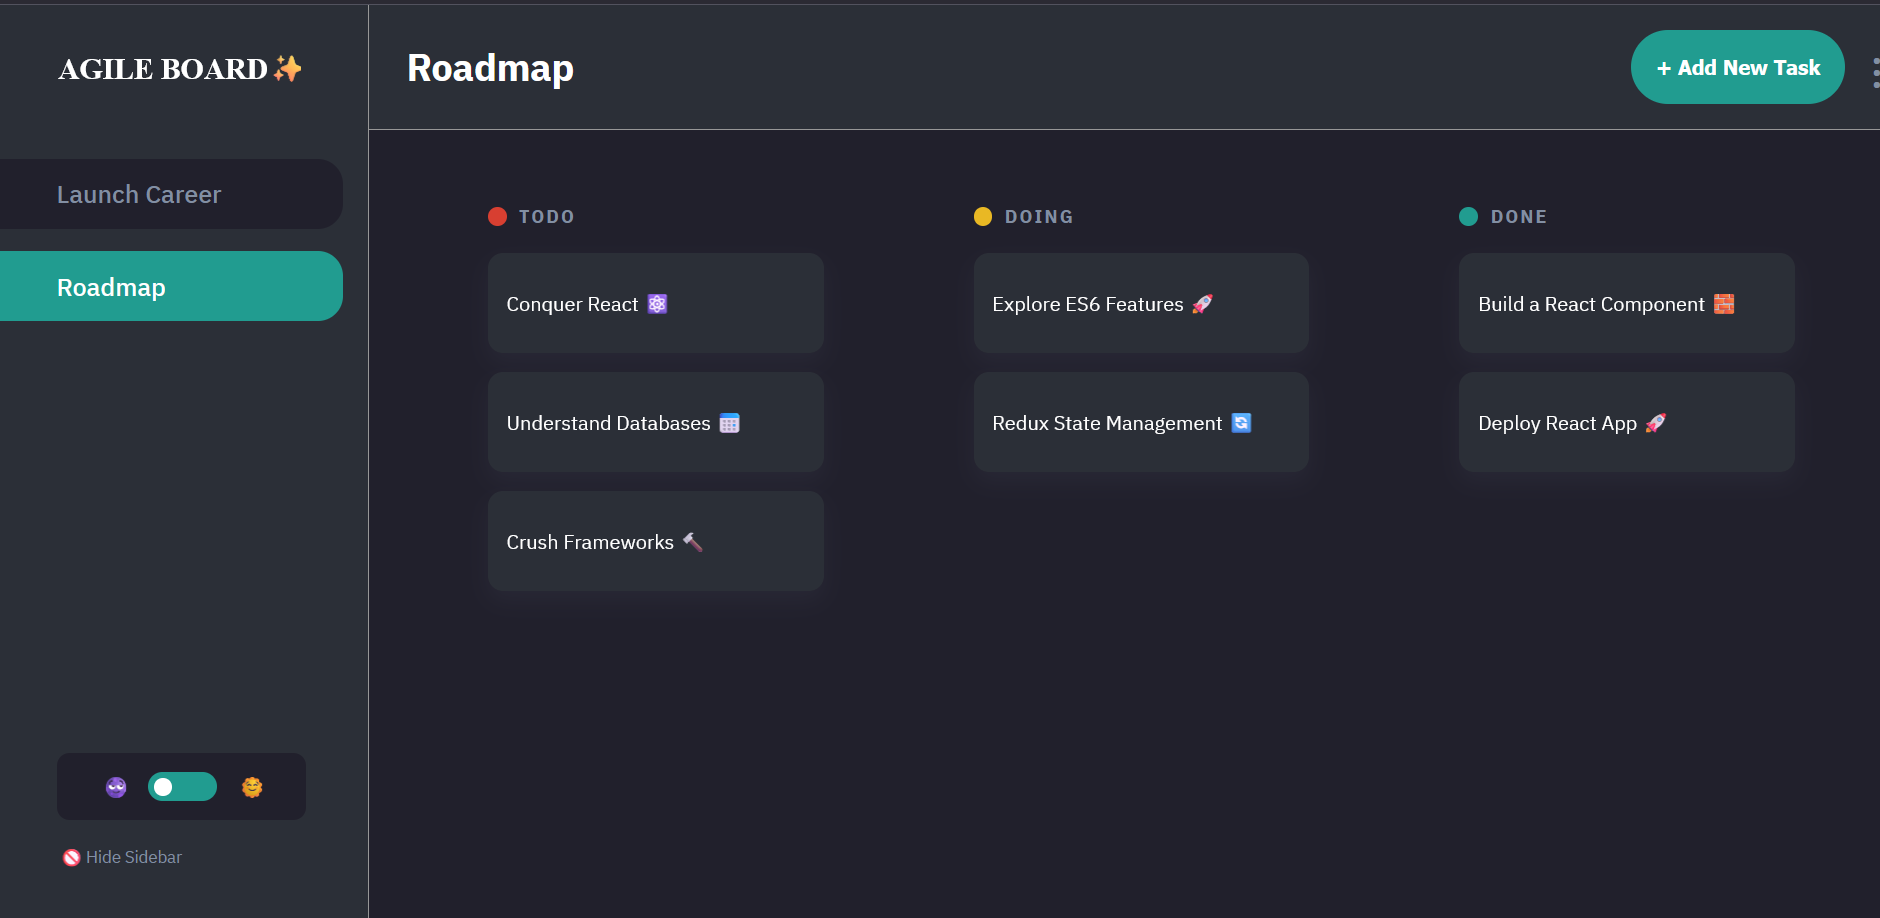 AGILE BOARD✨
Roadmap
+ Add New Task
Launch Career
Roadmap
TODO
Conquer React ⚛️
Understand Databases 🗓️
Crush Frameworks 🔨
DOING
Explore ES6 Features 🚀
Redux State Management 🔄
DONE
Build a React Component 🧱
Deploy React App 🚀
🚫 Hide Sidebar